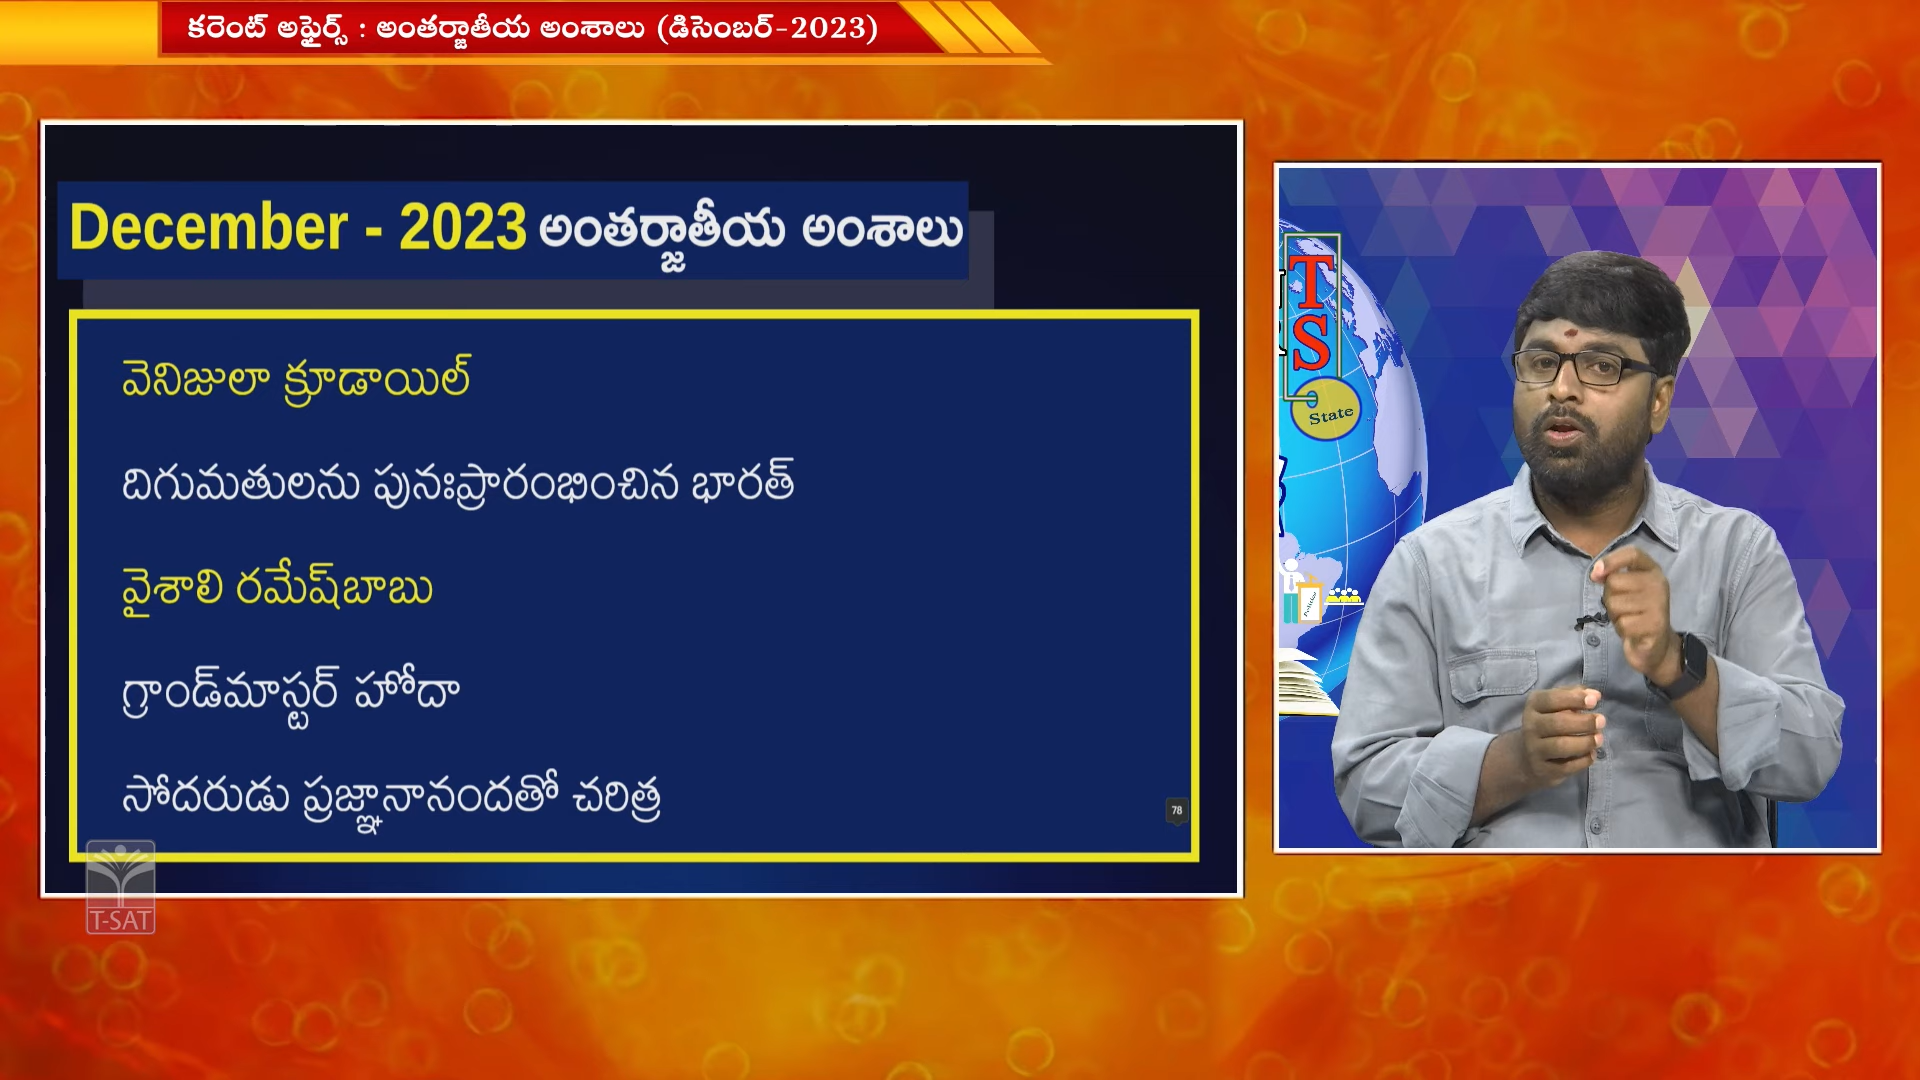 కరెంట్ అఫైర్స్ : అంతర్జాతీయ అంశాలు (డిసెంబర్-2023)
December - 2023 అంతర్జాతీయ అంశాలు
వెనిజులా క్రూడాయిల్
దిగుమతులను పునఃప్రారంభించిన భారత్
వైశాలి రమేష్‌బాబు
గ్రాండ్‌మాస్టర్ హోదా
సోదరుడు ప్రజ్ఞానానందతో చరిత్ర
78
T-SAT
TS
State